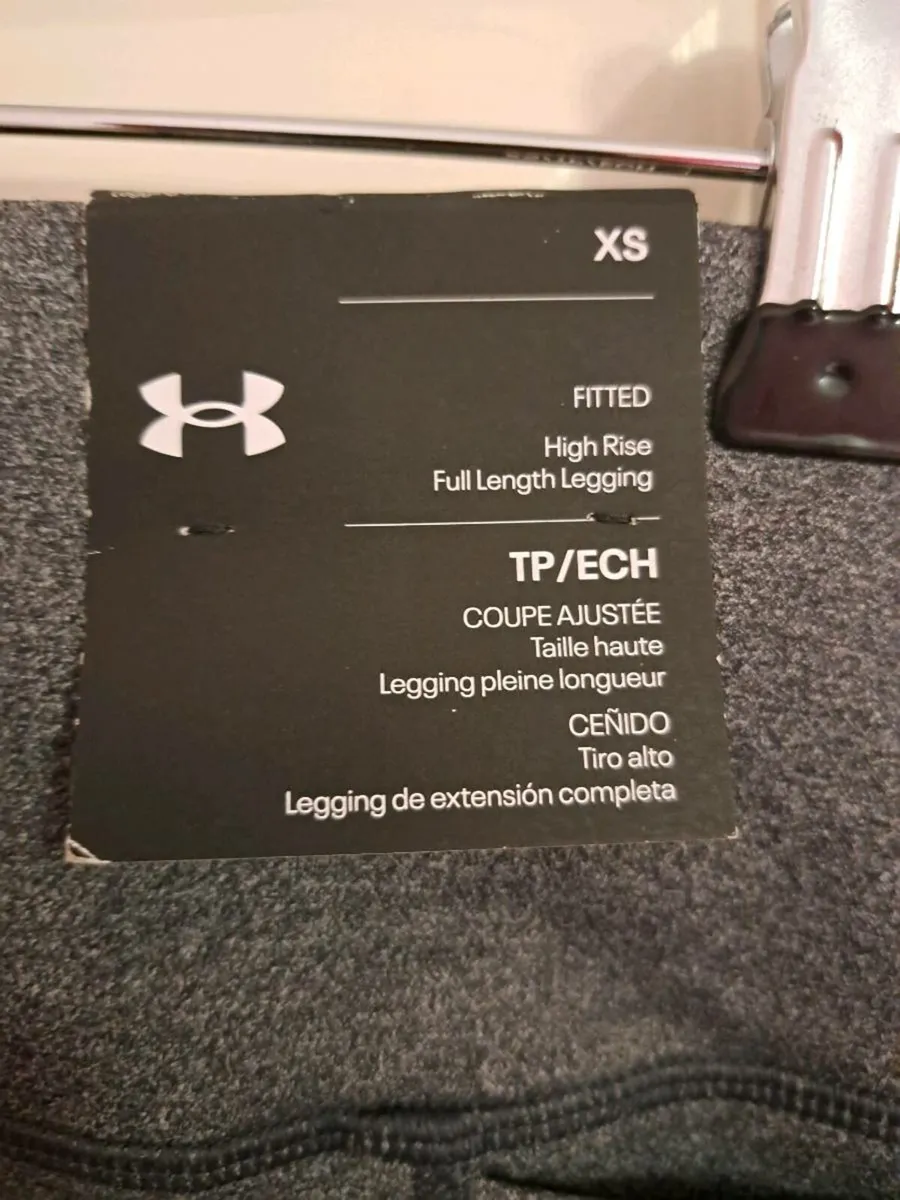 XS
FITTED
High Rise
Full Length Legging
TP/ECH
COUPE AJUSTÉE
Taille haute
Legging pleine longueur
CEÑIDO
Tiro alto
Legging de extensión completa